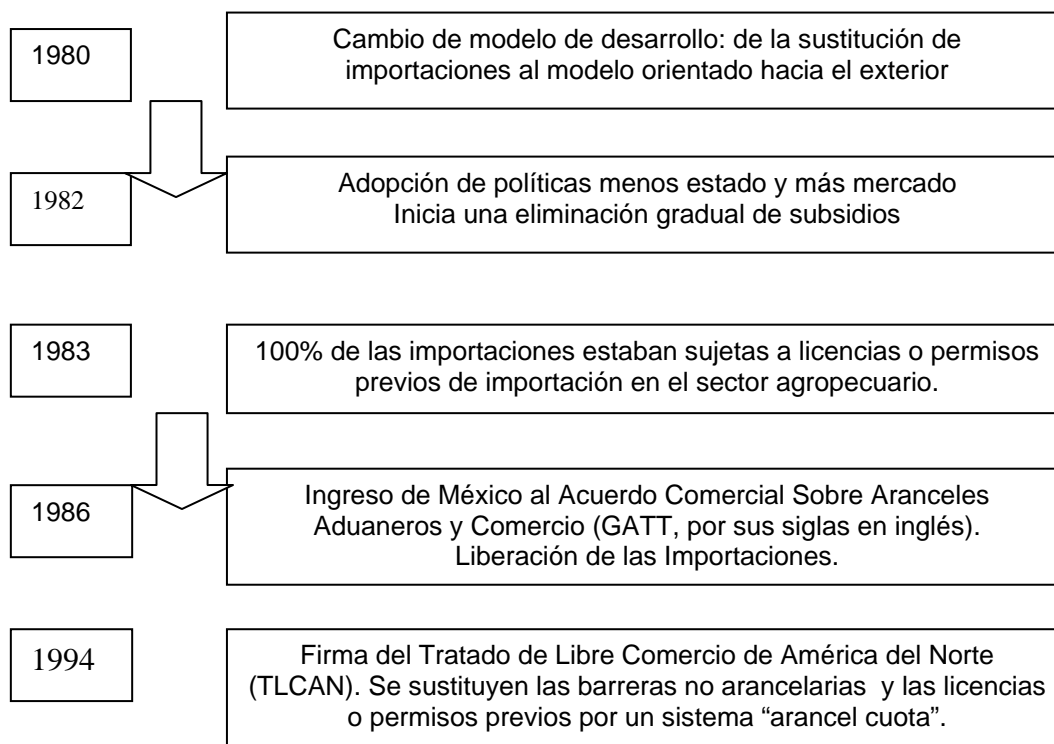 1980
Cambio de modelo de desarrollo: de la sustitución de
importaciones al modelo orientado hacia el exterior
1982
Adopción de políticas menos estado y más mercado
Inicia una eliminación gradual de subsidios
1983
100% de las importaciones estaban sujetas a licencias o permisos
previos de importación en el sector agropecuario.
1986
Ingreso de México al Acuerdo Comercial Sobre Aranceles
Aduaneros y Comercio (GATT, por sus siglas en inglés).
Liberación de las Importaciones.
1994
Firma del Tratado de Libre Comercio de América del Norte
(TLCAN). Se sustituyen las barreras no arancelarias y las licencias
o permisos previos por un sistema “arancel cuota”.